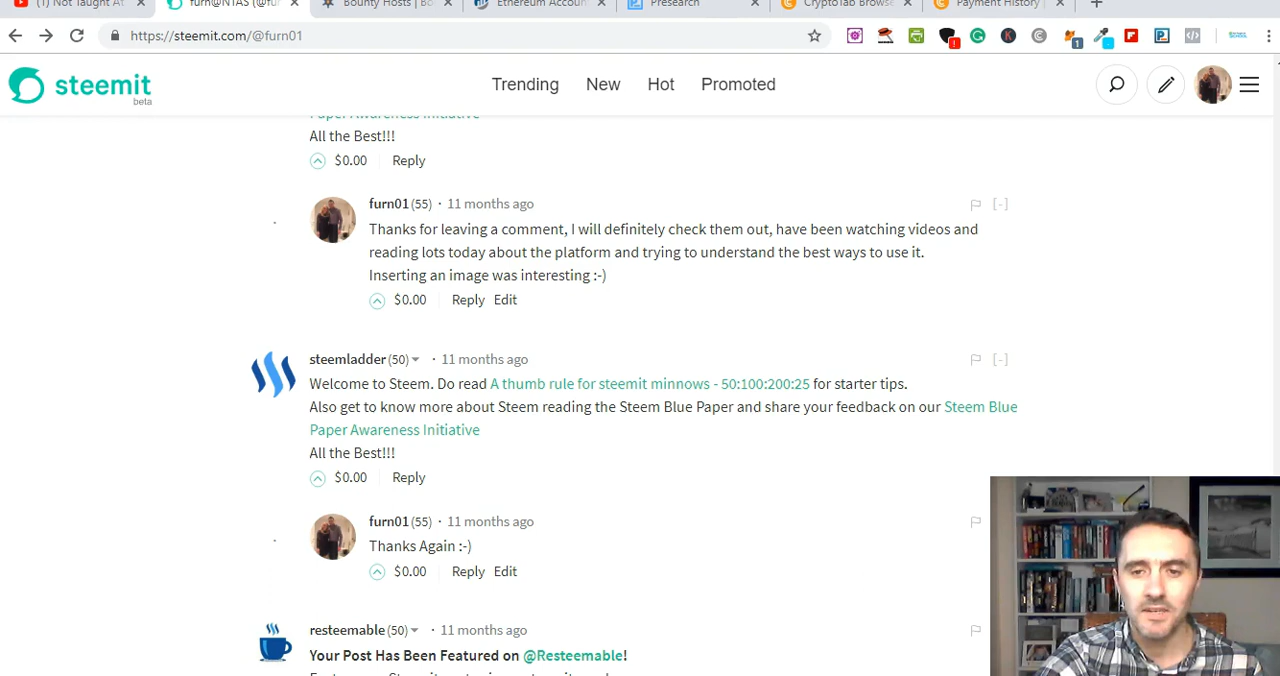 (1) Not Taught At
furn@NTAS (@fu
Bounty Hosts | Bo
Ethereum Accoun
Presearch
CryptoTab Browse
Payment History |
https://steemit.com/@furn01
steemit
beta
Trending
New
Hot
Promoted
Paper Awareness Initiative
All the Best!!!
$0.00 Reply
furn01 (55) · 11 months ago
[-]
Thanks for leaving a comment, I will definitely check them out, have been watching videos and
reading lots today about the platform and trying to understand the best ways to use it.
Inserting an image was interesting :-)
$0.00 Reply Edit
steemladder (50) · 11 months ago
[-]
Welcome to Steem. Do read A thumb rule for steemit minnows - 50:100:200:25 for starter tips.
Also get to know more about Steem reading the Steem Blue Paper and share your feedback on our Steem Blue
Paper Awareness Initiative
All the Best!!!
$0.00 Reply
furn01 (55) · 11 months ago
Thanks Again :-)
$0.00 Reply Edit
resteemable (50) · 11 months ago
Your Post Has Been Featured on @Resteemable!